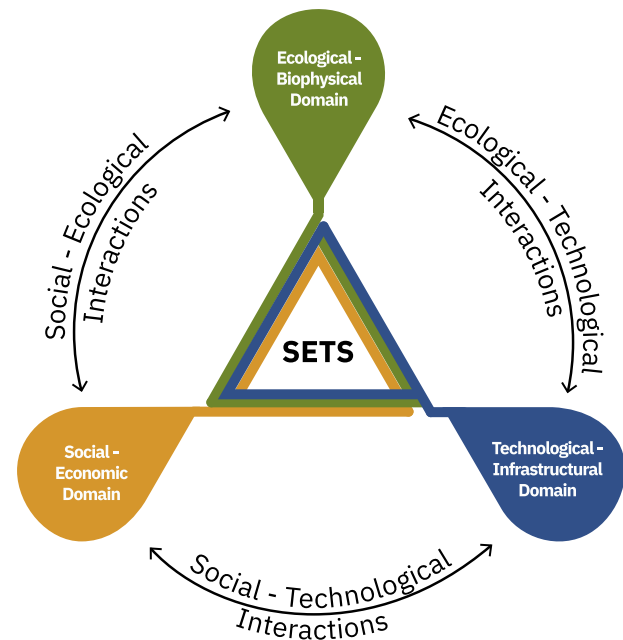 Ecological -
Biophysical
Domain
Social - Ecological
Interactions
Ecological - Technological
Interactions
SETS
Social -
Economic
Domain
Technological -
Infrastructural
Domain
Social - Technological
Interactions